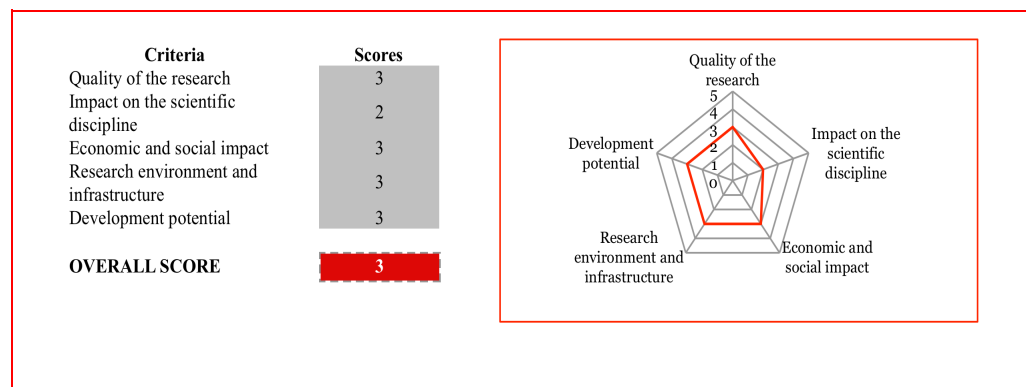 Criteria Scores
Quality of the research 3
Impact on the scientific
discipline 2
Economic and social impact 3
Research environment and
infrastructure 3
Development potential 3
OVERALL SCORE 3
Quality of the
research
5
4
3
2
1
0
Impact on the
scientific
discipline
Economic and
social impact
Research
environment and
infrastructure
Development
potential